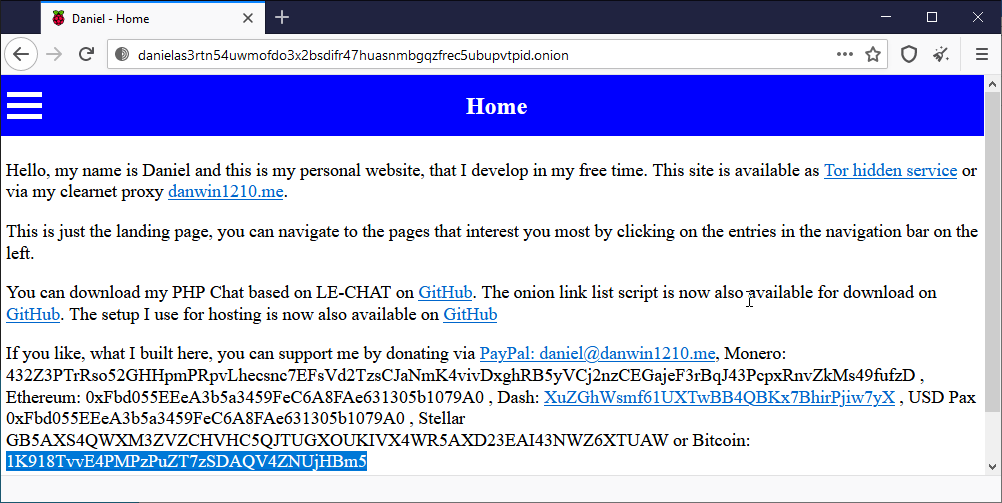 Daniel - Home
danielas3rtn54uwmofdo3x2bsdifr47huasnmbgqzfrec5ubupvtpid.onion
Home
Hello, my name is Daniel and this is my personal website, that I develop in my free time. This site is available as Tor hidden service or
via my clearnet proxy danwin1210.me.
This is just the landing page, you can navigate to the pages that interest you most by clicking on the entries in the navigation bar on the
left.
You can download my PHP Chat based on LE-CHAT on GitHub. The onion link list script is now also available for download on
GitHub. The setup I use for hosting is now also available on GitHub
If you like, what I built here, you can support me by donating via PayPal: daniel@danwin1210.me, Monero:
432Z3PTrRso52GHHpmPRpvLhecsnc7EFsVd2TzsCJaNmK4vivDxghRB5yVCj2nzCEGajeF3rBqJ43PcpxRnvZkMs49fufzD ,
Ethereum: 0xFbd055EEeA3b5a3459FeC6A8FAe631305b1079A0 , Dash: XuZGhWsmf61UXTwBB4QBKx7BhirPjiw7yX , USD Pax
0xFbd055EEeA3b5a3459FeC6A8FAe631305b1079A0 , Stellar
GB5AXS4QWXM3ZVZCHVHC5QJTUGXOUKIVX4WR5AXD23EAI43NWZ6XTUAW or Bitcoin:
1K918TvvE4PMPzPuZT7zSDAQV4ZNUjHBm5